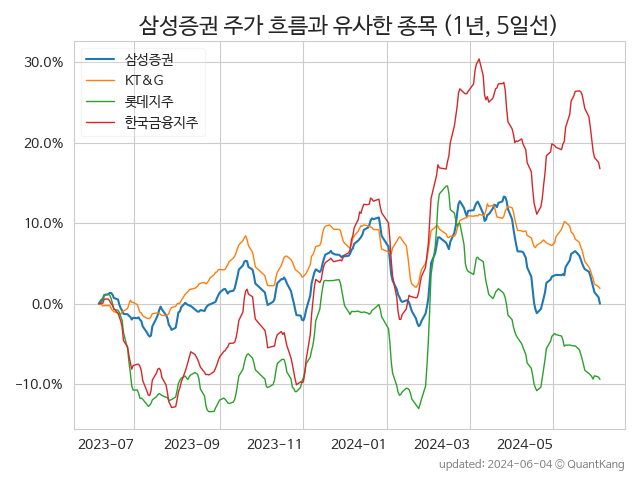 삼성증권 주가 흐름과 유사한 종목 (1년, 5일선)
삼성증권
KT&G
롯데지주
한국금융지주
30.0%
20.0%
10.0%
0.0%
−10.0%
2023-07 2023-09 2023-11 2024-01 2024-03 2024-05
updated: 2024-06-04 © QuantKang